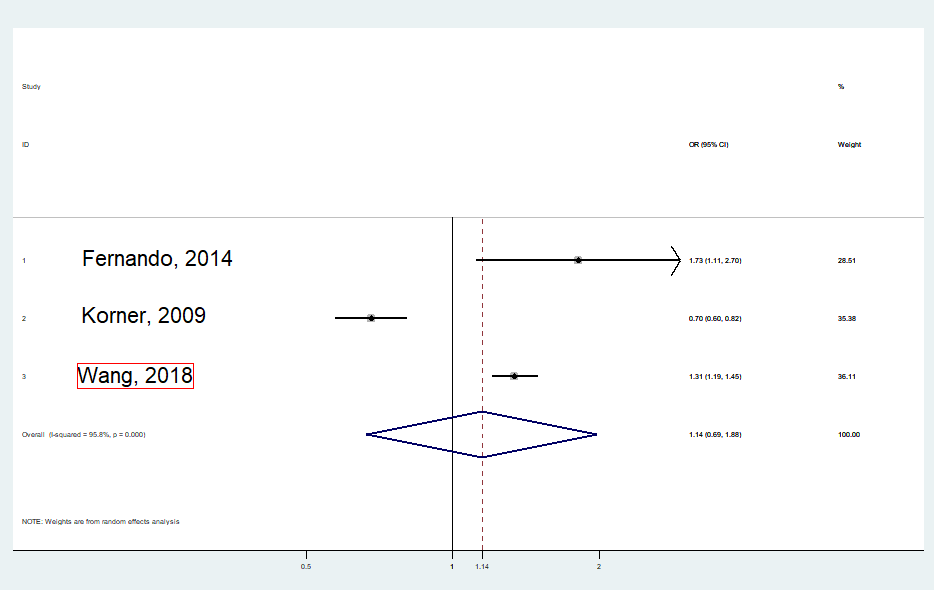 Study %
ID OR (95% CI) Weight
1 Fernando, 2014 1.73 (1.11, 2.70) 28.51
2 Korner, 2009 0.70 (0.60, 0.82) 35.38
3 Wang, 2018 1.31 (1.19, 1.45) 36.11
Overall (I-squared = 95.8%, p = 0.000) 1.14 (0.69, 1.88) 100.00
NOTE: Weights are from random effects analysis
0.5 1 1.14 2